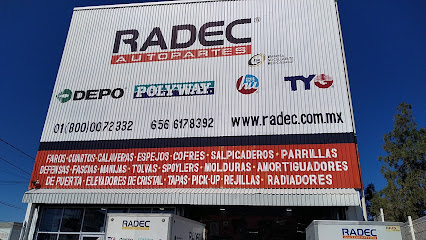 RADEC
AUTOPARTES
DEPO
POLYWAY
TYG
01(800)0072332
656 6178392
www.radec.com.mx
FAROS·CUARTOS·CALAVERAS·ESPEJOS·COFRES·SALPICADEROS·PARRILLAS
DEFENSAS·FASCIAS·MANIJAS·TOLVAS·SPOYLERS·MOLDURAS·AMORTIGUADORES
DE PUERTA·ELEVADORES DE CRISTAL·TAPAS·PICK-UP·REJILLAS·RADIADORES
RADEC
RADEC